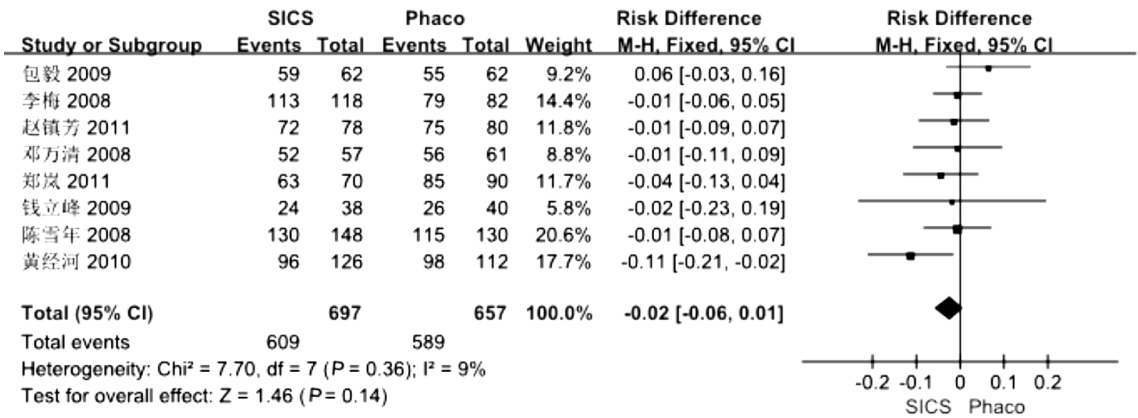 SICS Phaco Risk Difference Risk Difference
Study or Subgroup Events Total Events Total Weight M-H, Fixed, 95% CI M-H, Fixed, 95% CI
包毅 2009 59 62 55 62 9.2% 0.06 [-0.03, 0.16]
李梅 2008 113 118 79 82 14.4% -0.01 [-0.06, 0.05]
赵镇芳 2011 72 78 75 80 11.8% -0.01 [-0.09, 0.07]
邓万清 2008 52 57 56 61 8.8% -0.01 [-0.11, 0.09]
郑岚 2011 63 70 85 90 11.7% -0.04 [-0.13, 0.04]
钱立峰 2009 24 38 26 40 5.8% -0.02 [-0.23, 0.19]
陈雪年 2008 130 148 115 130 20.6% -0.01 [-0.08, 0.07]
黄经河 2010 96 126 98 112 17.7% -0.11 [-0.21, -0.02]
Total (95% CI) 697 657 100.0% -0.02 [-0.06, 0.01]
Total events 609 589
Heterogeneity: Chi² = 7.70, df = 7 (P = 0.36); I² = 9%
Test for overall effect: Z = 1.46 (P = 0.14)
-0.2 -0.1 0 0.1 0.2
SICS Phaco